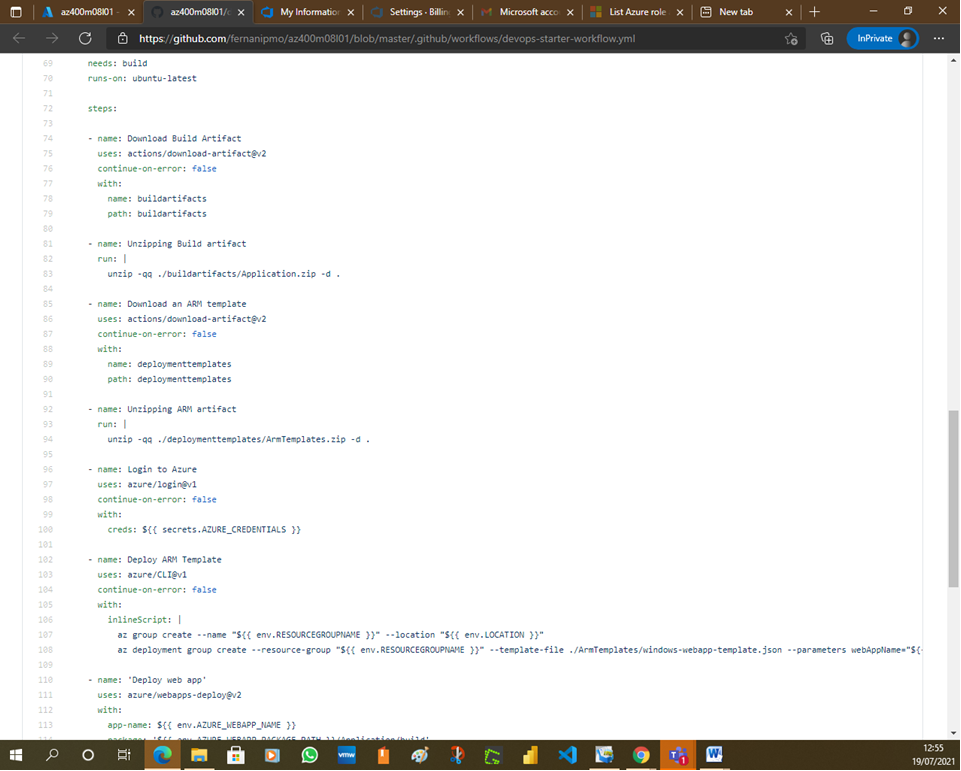 az400m08l01 -
az400m08l01/c
My Information
Settings - Billin
Microsoft acco
List Azure role
New tab
https://github.com/fernanipmo/az400m08l01/blob/master/.github/workflows/devops-starter-workflow.yml
InPrivate
69 needs: build
70 runs-on: ubuntu-latest
71
72 steps:
73
74 - name: Download Build Artifact
75 uses: actions/download-artifact@v2
76 continue-on-error: false
77 with:
78 name: buildartifacts
79 path: buildartifacts
80
81 - name: Unzipping Build artifact
82 run: |
83 unzip -qq ./buildartifacts/Application.zip -d .
84
85 - name: Download an ARM template
86 uses: actions/download-artifact@v2
87 continue-on-error: false
88 with:
89 name: deploymenttemplates
90 path: deploymenttemplates
91
92 - name: Unzipping ARM artifact
93 run: |
94 unzip -qq ./deploymenttemplates/ArmTemplates.zip -d .
95
96 - name: Login to Azure
97 uses: azure/login@v1
98 continue-on-error: false
99 with:
100 creds: ${{ secrets.AZURE_CREDENTIALS }}
101
102 - name: Deploy ARM Template
103 uses: azure/CLI@v1
104 continue-on-error: false
105 with:
106 inlineScript: |
107 az group create --name "${{ env.RESOURCEGROUPNAME }}" --location "${{ env.LOCATION }}"
108 az deployment group create --resource-group "${{ env.RESOURCEGROUPNAME }}" --template-file ./ArmTemplates/windows-webapp-template.json --parameters webAppName="${
109
110 - name: 'Deploy web app'
111 uses: azure/webapps-deploy@v2
112 with:
113 app-name: ${{ env.AZURE_WEBAPP_NAME }}
114 package: '${{ env.AZURE_WEBAPP_PACKAGE_PATH }}/Application/build'
vmw
1
12:55
19/07/2021